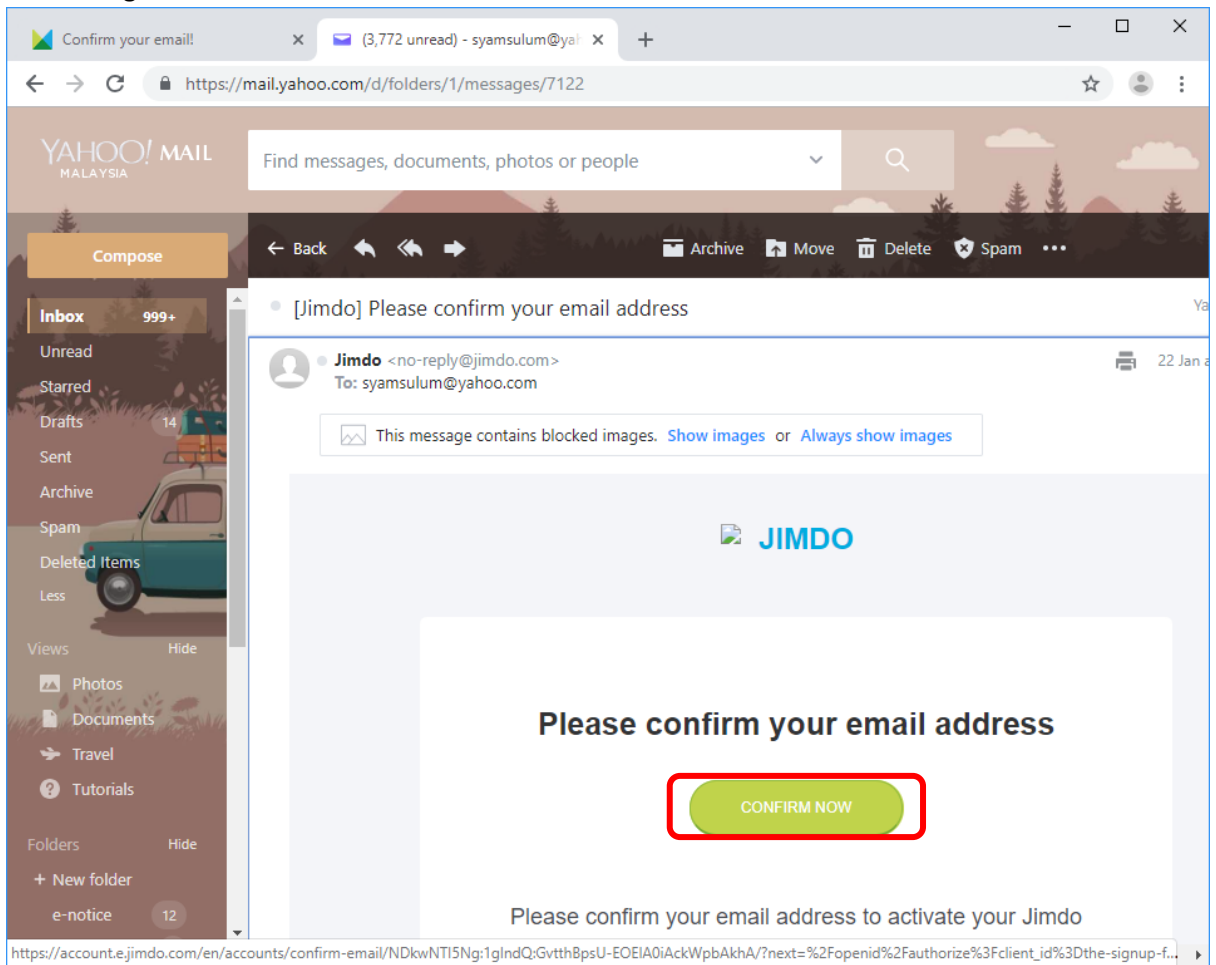 Confirm your email!
(3,772 unread) - syamsulum@yah
https://mail.yahoo.com/d/folders/1/messages/7122
YAHOO! MAIL
MALAYSIA
Find messages, documents, photos or people
Compose
Back
Archive
Move
Delete
Spam
Inbox 999+
Unread
Starred
Drafts 14
Sent
Archive
Spam
Deleted Items
Less
Views Hide
Photos
Documents
Travel
Tutorials
Folders Hide
+ New folder
e-notice 12
[Jimdo] Please confirm your email address
Ya
Jimdo <no-reply@jimdo.com>
22 Jan a
To: syamsulum@yahoo.com
This message contains blocked images. Show images or Always show images
JIMDO
Please confirm your email address
CONFIRM NOW
Please confirm your email address to activate your Jimdo
https://account.e.jimdo.com/en/accounts/confirm-email/NDkwNTI5Ng:1gIndQ:GvtthBpsU-EOEIA0iAckWpbAkhA/?next=%2Fopenid%2Fauthorize%3Fclient_id%3Dthe-signup-f...